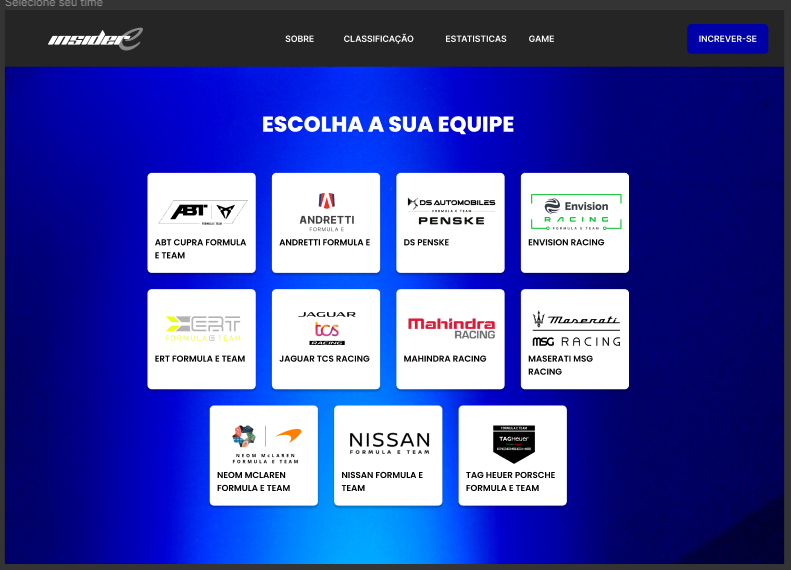 Selecione seu time
insider e
SOBRE
CLASSIFICAÇÃO
ESTATISTICAS
GAME
INCREVER-SE
ESCOLHA A SUA EQUIPE
ABT
FORMULA E TEAM
ABT CUPRA FORMULA
E TEAM
ANDRETTI
FORMULA E
ANDRETTI FORMULA E
DS AUTOMOBILES
FORMULA E TEAM
PENSKE
DS PENSKE
Envision
RACING
FORMULA E TEAM
ENVISION RACING
ERT
FORMULA E TEAM
ERT FORMULA E TEAM
JAGUAR
tcs
RACING
JAGUAR TCS RACING
Mahindra
RACING
MAHINDRA RACING
Maserati
MSG RACING
MASERATI MSG
RACING
NEOM McLAREN
FORMULA E TEAM
NEOM MCLAREN
FORMULA E TEAM
NISSAN
FORMULA E TEAM
NISSAN FORMULA E
TEAM
FORMULA E TEAM
TAGHeuer
PORSCHE
TAG HEUER PORSCHE
FORMULA E TEAM